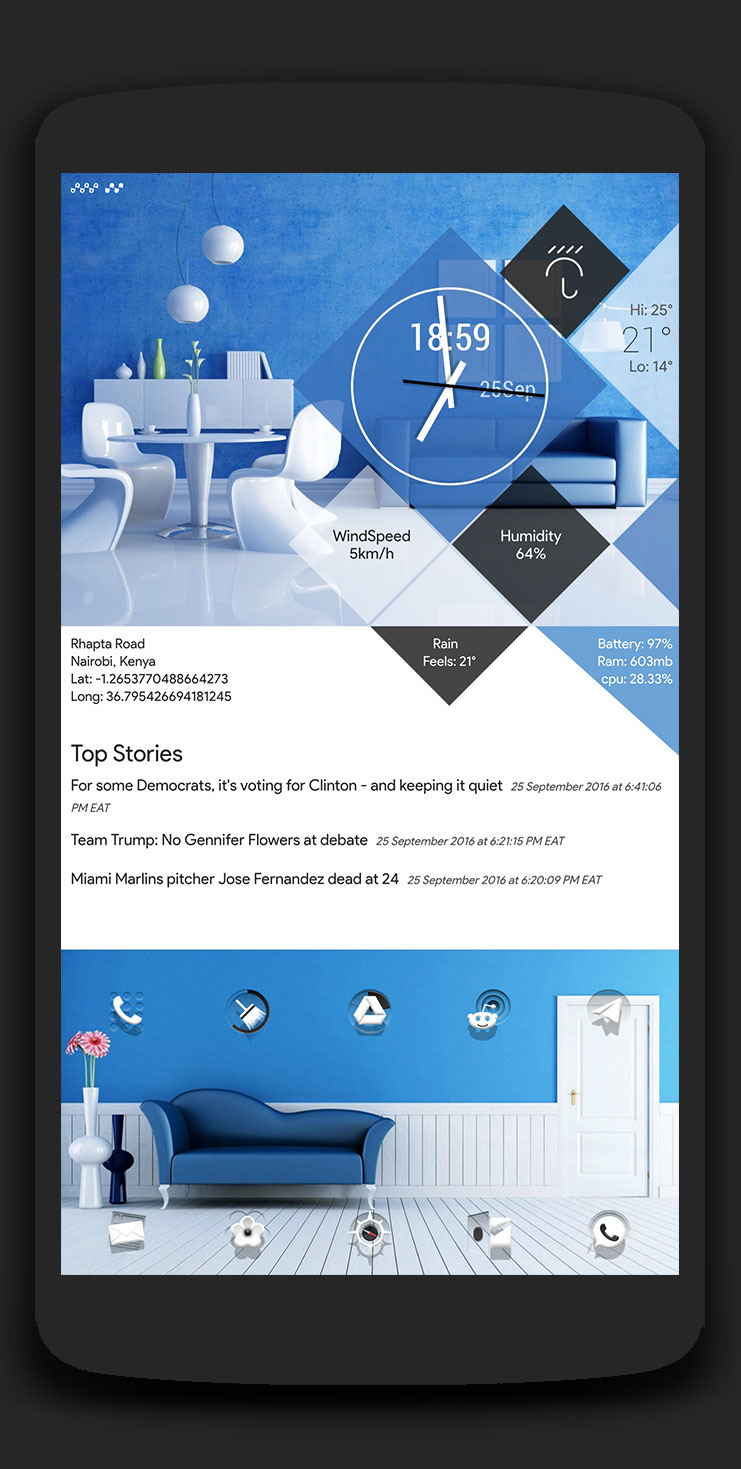 18:59
25Sep
Hi: 25°
21°
Lo: 14°
WindSpeed
5km/h
Humidity
64%
Rhapta Road
Nairobi, Kenya
Lat: -1.2653770488664273
Long: 36.795426694181245
Rain
Feels: 21°
Battery: 97%
Ram: 603mb
cpu: 28.33%
Top Stories
For some Democrats, it's voting for Clinton - and keeping it quiet 25 September 2016 at 6:41:06
PM EAT
Team Trump: No Gennifer Flowers at debate 25 September 2016 at 6:21:15 PM EAT
Miami Marlins pitcher Jose Fernandez dead at 24 25 September 2016 at 6:20:09 PM EAT